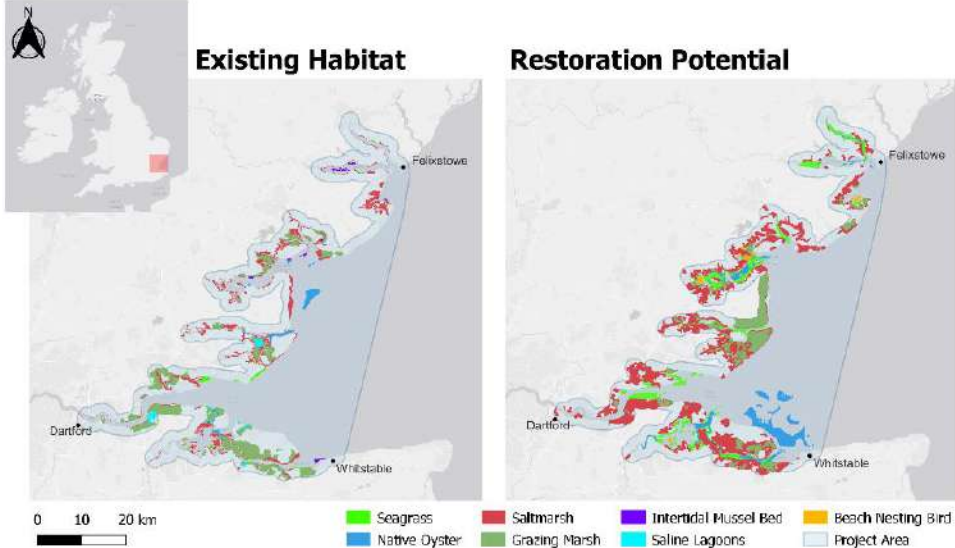 N
Existing Habitat
Restoration Potential
Felixstowe
Dartford
Whitstable
Felixstowe
Dartford
Whitstable
0 10 20 km
Seagrass
Saltmarsh
Intertidal Mussel Bed
Beach Nesting Bird
Native Oyster
Grazing Marsh
Saline Lagoons
Project Area